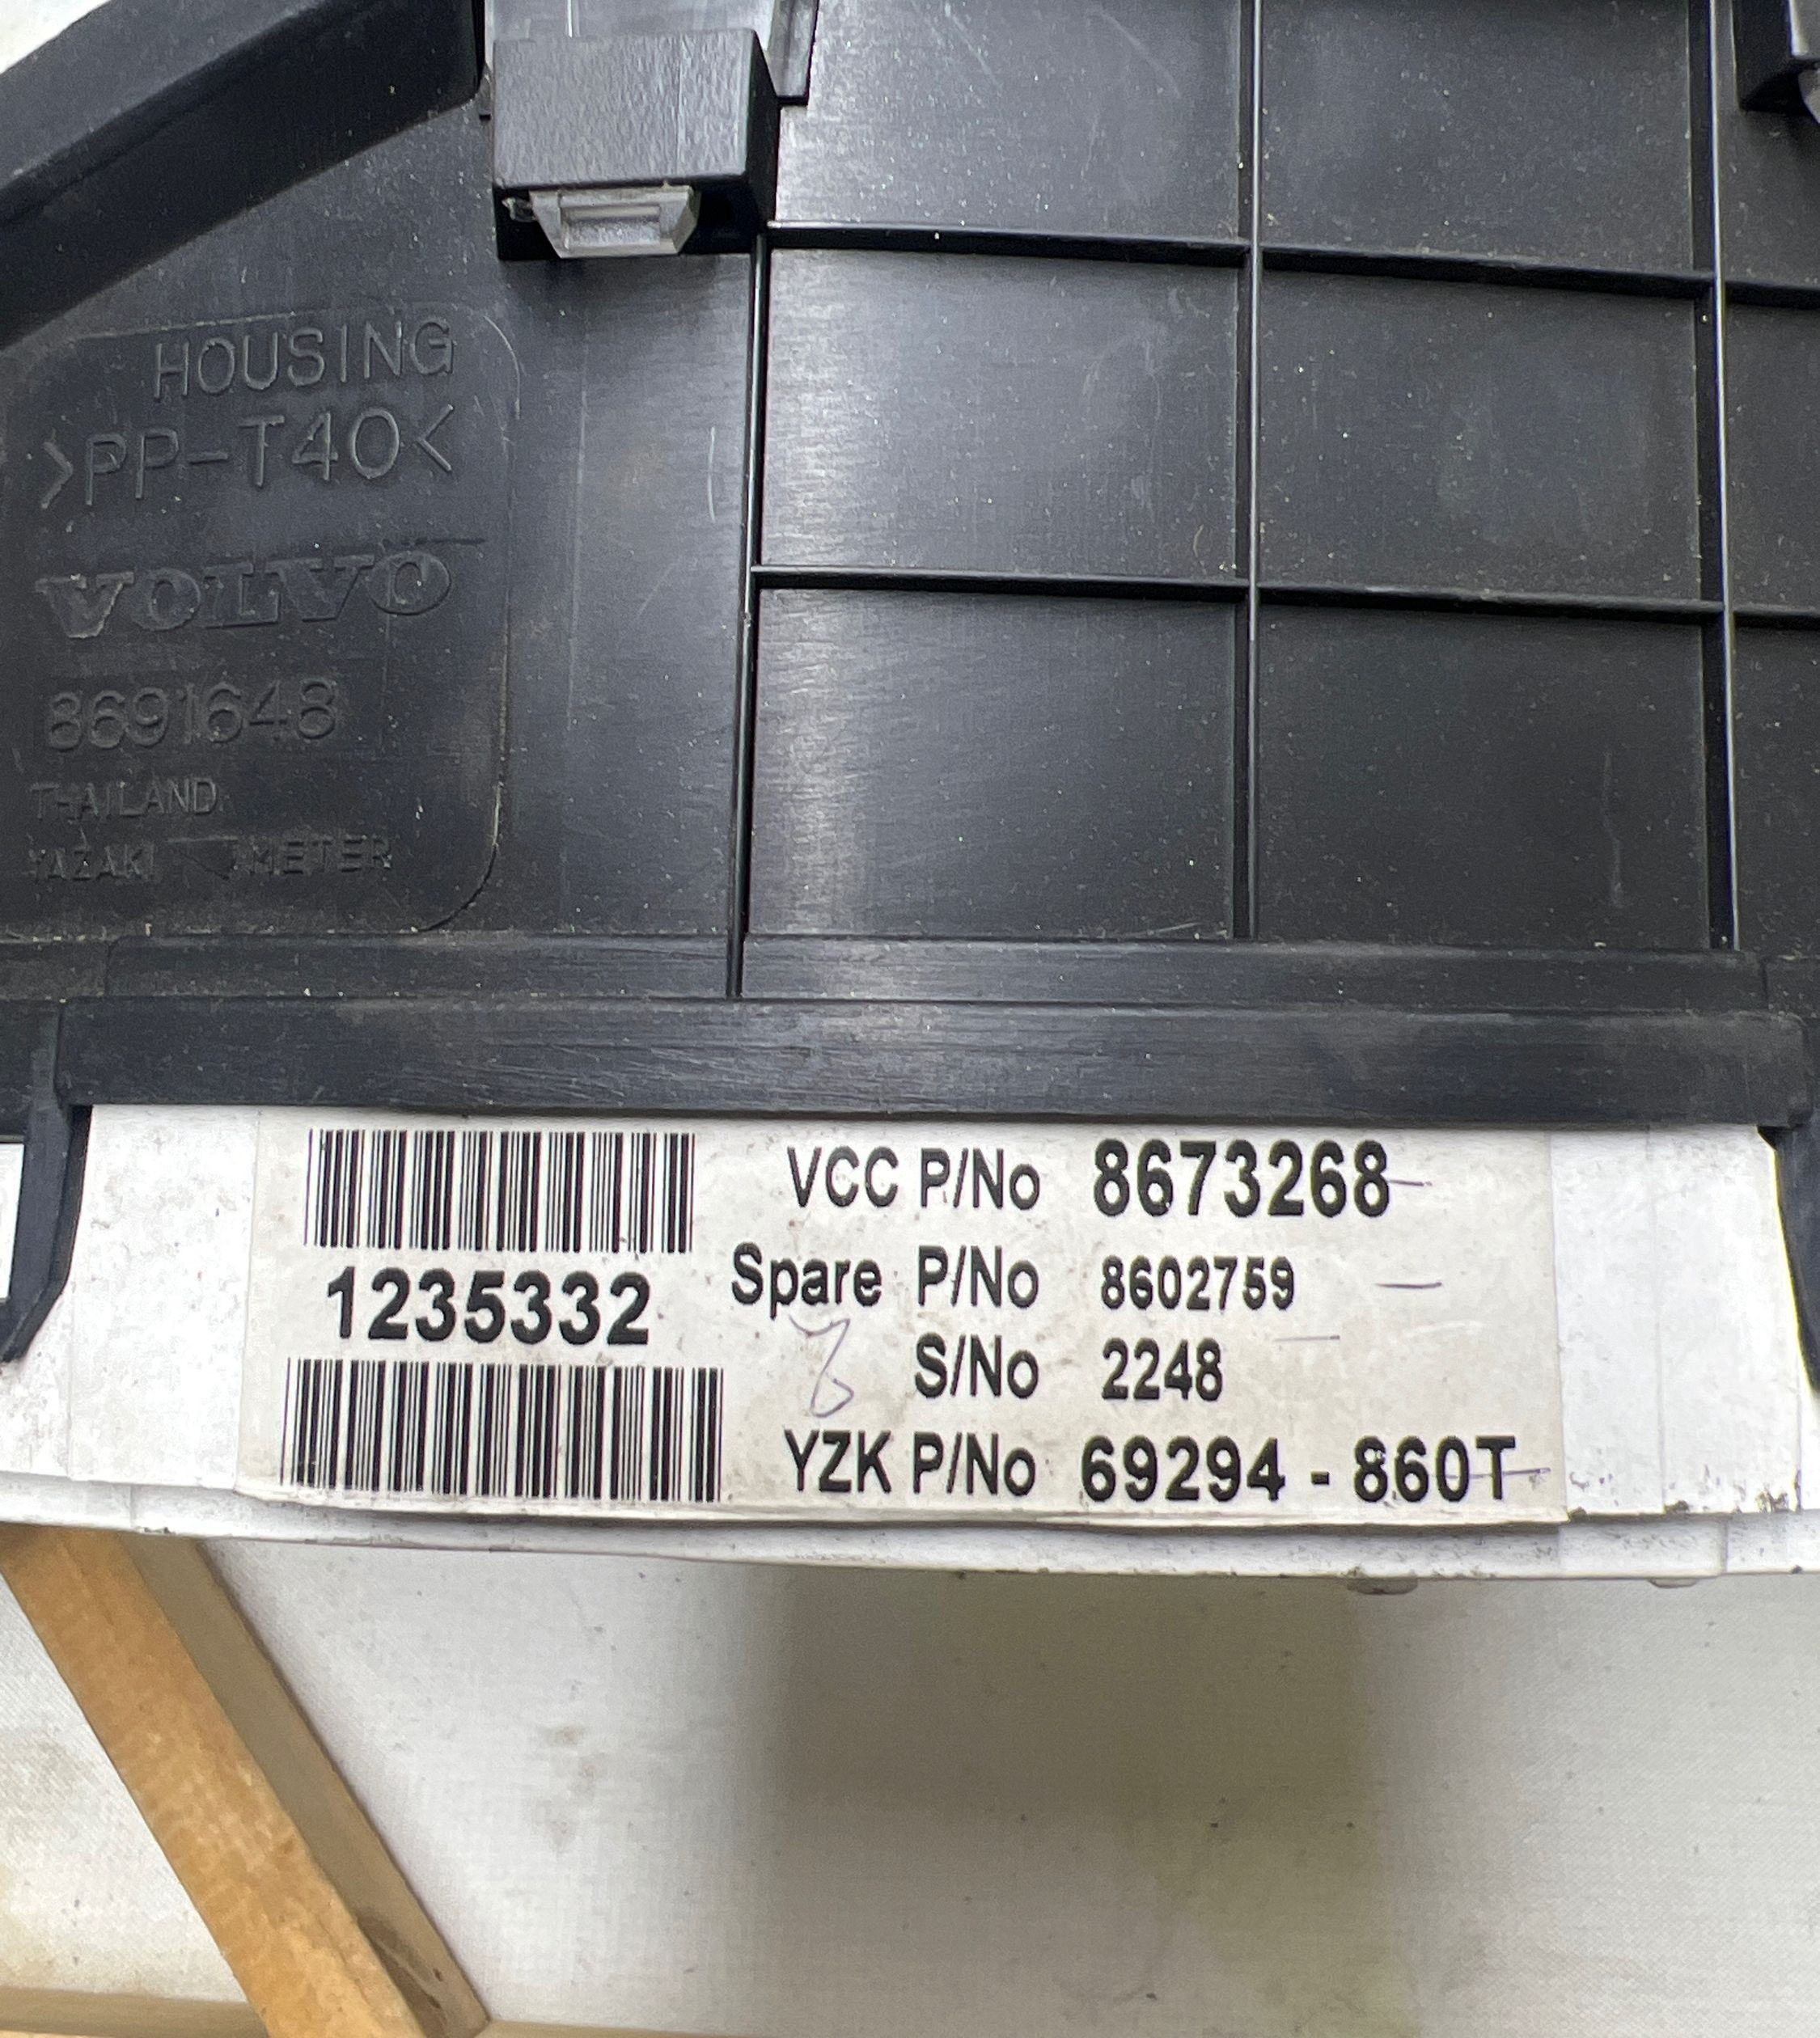 HOUSING
>PP-T40<
VOLVO
8691648
THAILAND
YAZAKI METER
1235332
VCC P/No 8673268
Spare P/No 8602759
S/No 2248
YZK P/No 69294-860T